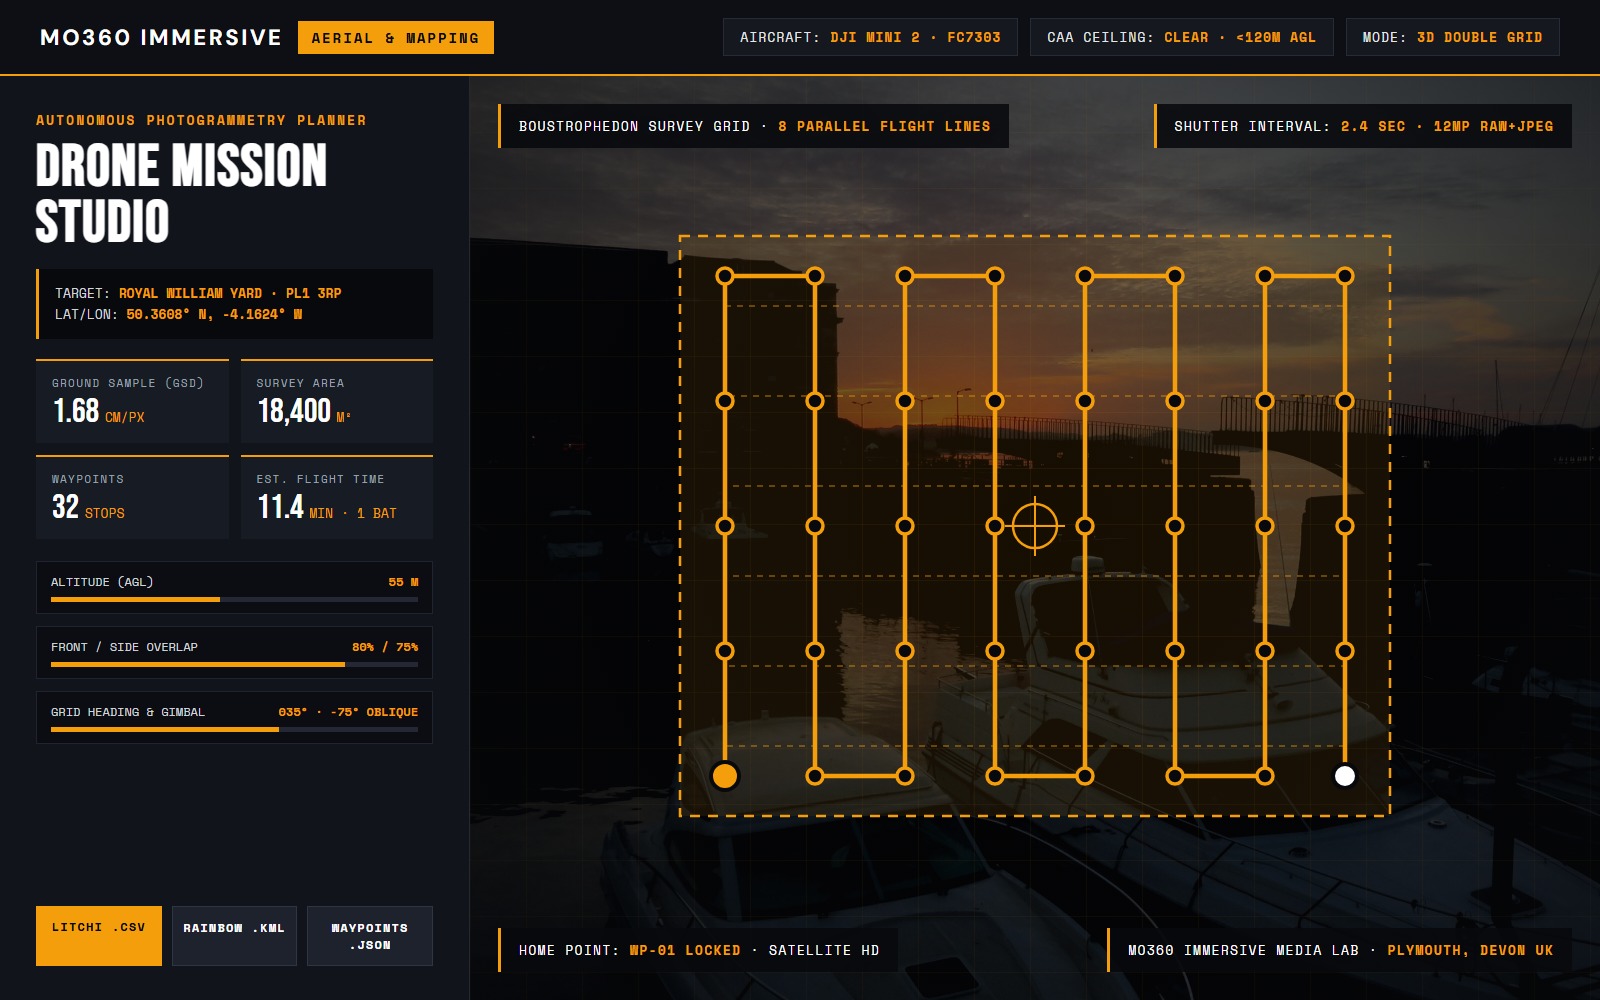 MO360 IMMERSIVE
AERIAL & MAPPING
AIRCRAFT: DJI MINI 2 · FC7303
CAA CEILING: CLEAR · <120M AGL
MODE: 3D DOUBLE GRID
AUTONOMOUS PHOTOGRAMMETRY PLANNER
DRONE MISSION
STUDIO
TARGET: ROYAL WILLIAM YARD · PL1 3RP
LAT/LON: 50.3608° N, -4.1624° W
GROUND SAMPLE (GSD)
1.68 CM/PX
SURVEY AREA
18,400 M²
WAYPOINTS
32 STOPS
EST. FLIGHT TIME
11.4 MIN · 1 BAT
ALTITUDE (AGL)
55 M
FRONT / SIDE OVERLAP
80% / 75%
GRID HEADING & GIMBAL
035° · -75° OBLIQUE
LITCHI .CSV
RAINBOW .KML
WAYPOINTS
.JSON
BOUSTROPHEDON SURVEY GRID · 8 PARALLEL FLIGHT LINES
SHUTTER INTERVAL: 2.4 SEC · 12MP RAW+JPEG
HOME POINT: WP-01 LOCKED · SATELLITE HD
MO360 IMMERSIVE MEDIA LAB · PLYMOUTH, DEVON UK